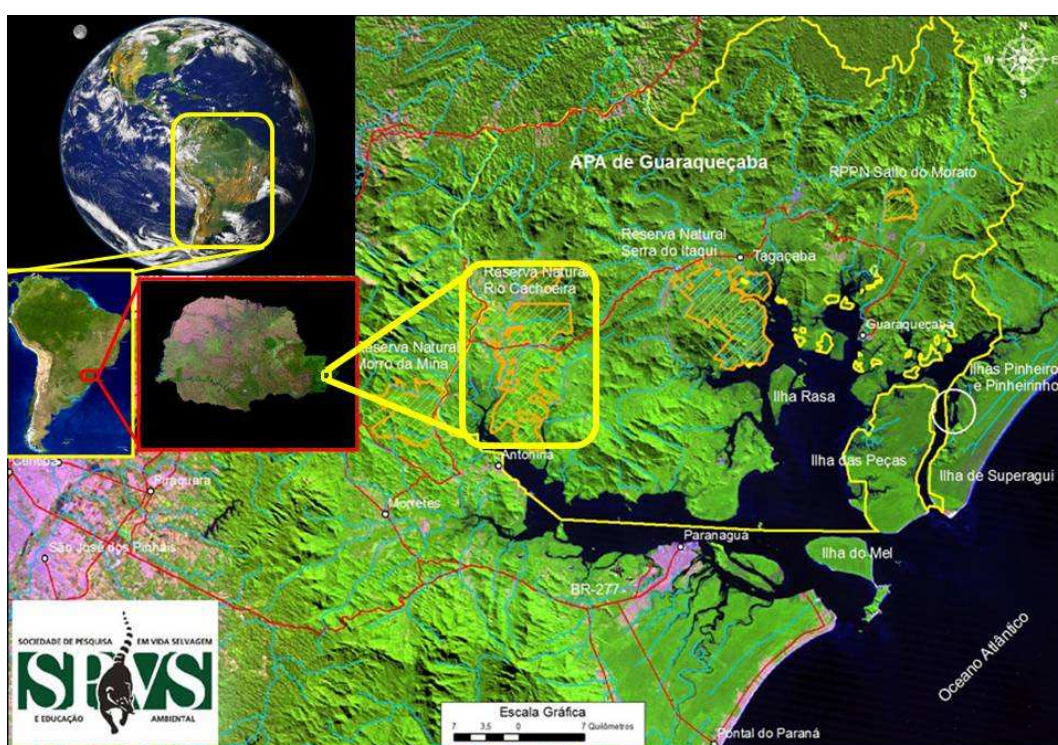 N
W
E
S
APA de Guaraqueçaba
RPPN Salto do Morato
Reserva Natural
Serra do Itaqui
Tagaçaba
Reserva Natural
Rio Cachoeira
Guaraqueçaba
Reserva Natural
Morro da Mina
Ilhas Pinheiro
e Pinheirinho
Ilha Rasa
Ilha das Peças
Ilha de Superagui
Antonina
Piraquara
Morretes
São José dos Pinhais
Paranaguá
Ilha do Mel
BR-277
Oceano Atlântico
SOCIEDADE DE PESQUISA EM VIDA SELVAGEM
SPVS
E EDUCAÇÃO AMBIENTAL
Escala Gráfica
7 3,5 0 7 Quilômetros
Pontal do Paraná